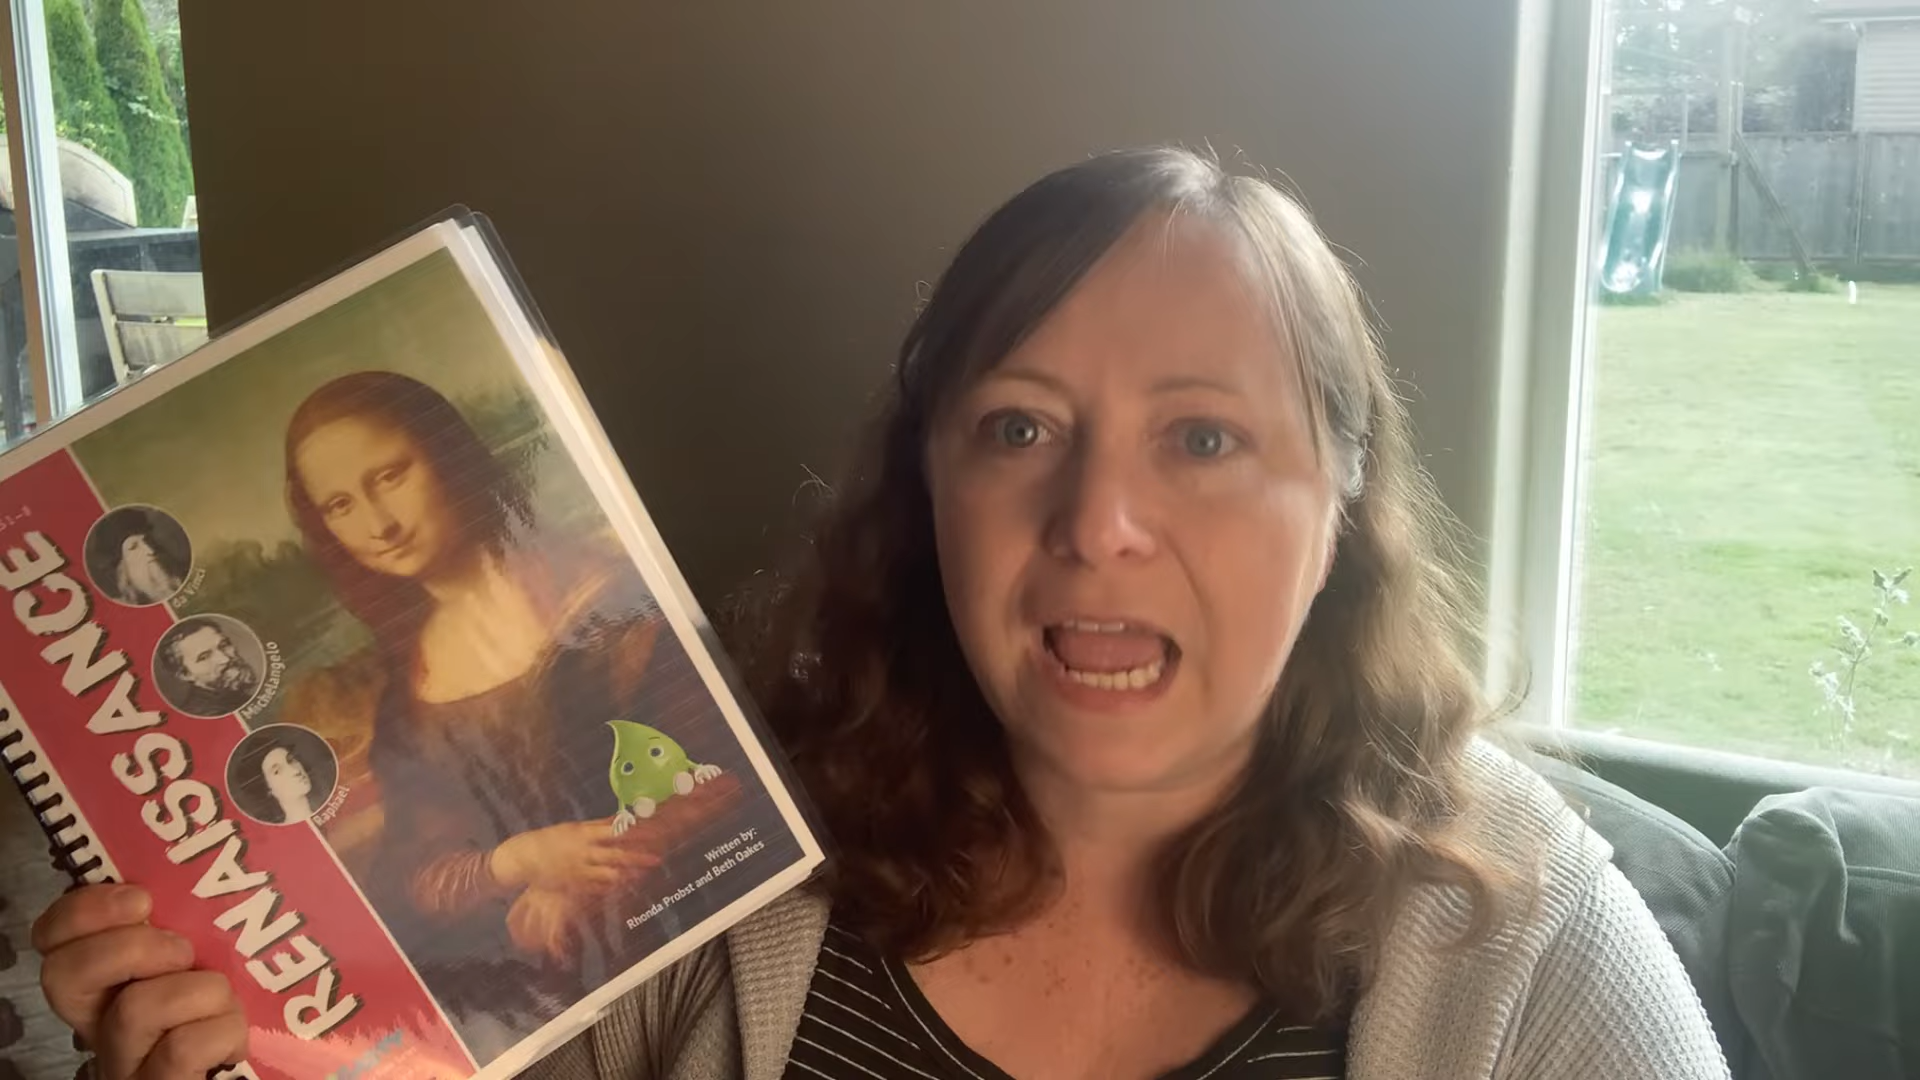 RENAISSANCE
da Vinci
Michelangelo
Raphael
Written by:
Rhonda Probst and Beth Oakes